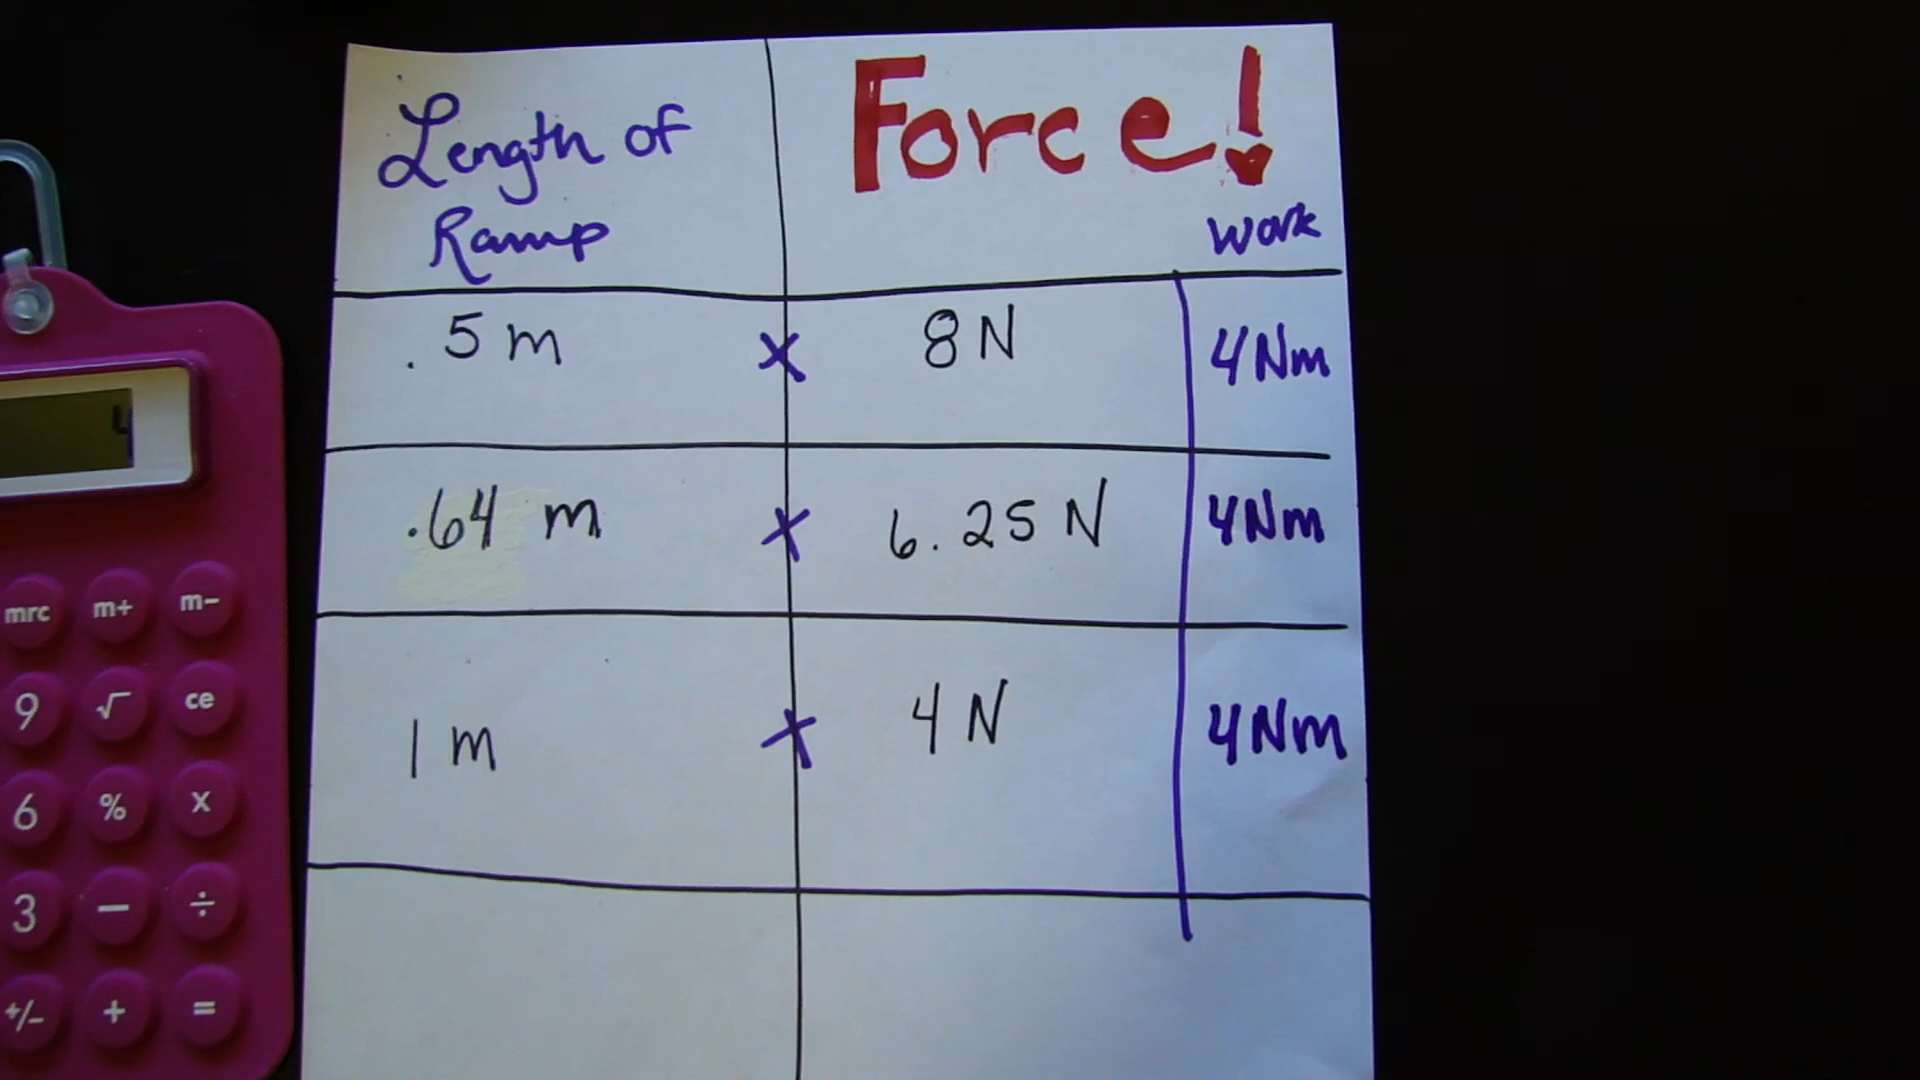 Length of
Ramp
Force!
Work
.5 m x 8 N 4Nm
.64 m x 6.25 N 4Nm
1 m x 4 N 4Nm
4
mrc m+ m-
9 √ ce
6 % x
3 - ÷
+/- + =